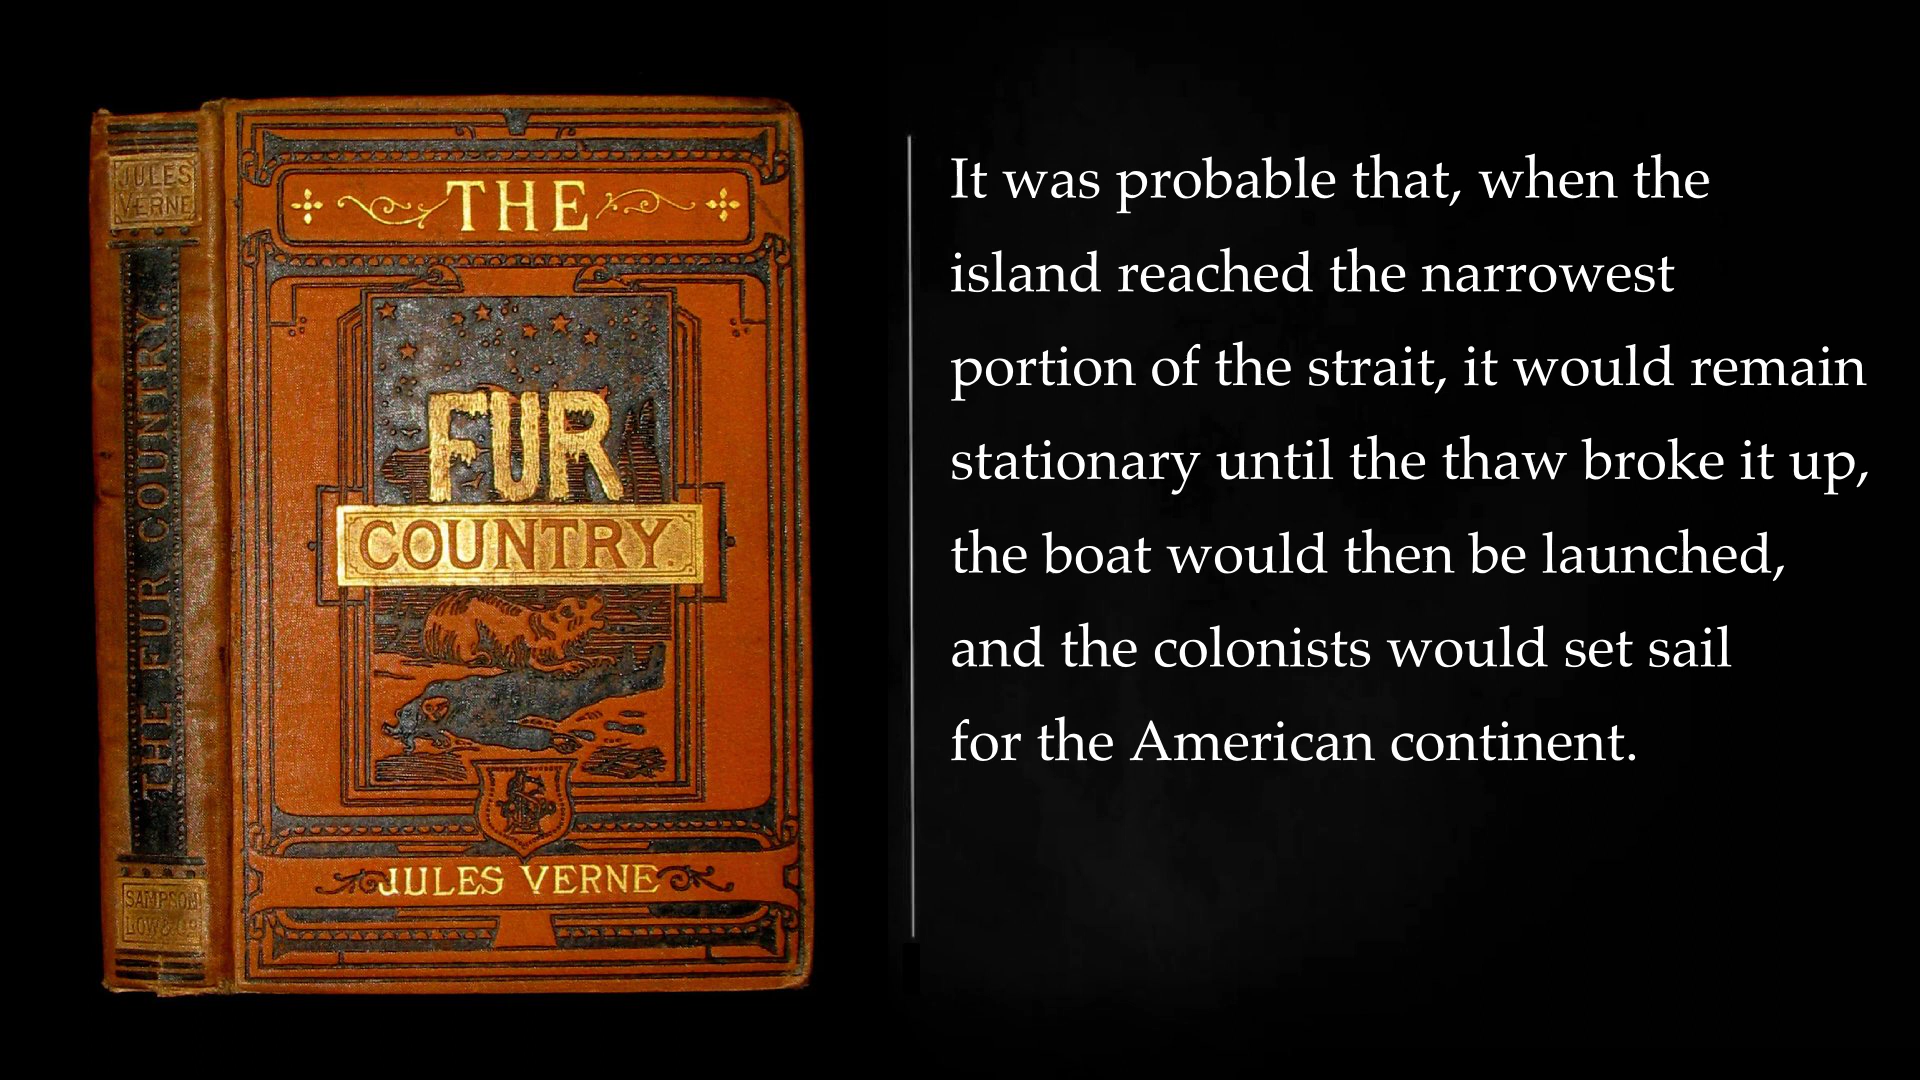 JULES
VERNE
THE FUR COUNTRY.
SAMPSON
LOW & Co
THE
FUR
COUNTRY.
JULES VERNE
It was probable that, when the
island reached the narrowest
portion of the strait, it would remain
stationary until the thaw broke it up,
the boat would then be launched,
and the colonists would set sail
for the American continent.